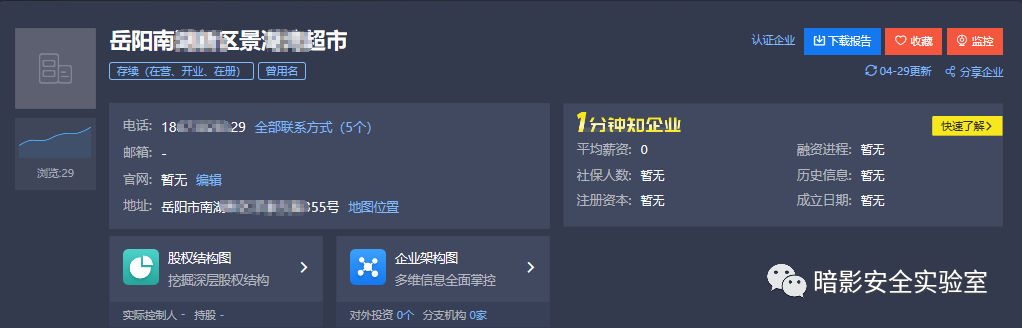 岳阳南 区景 超市
存续（在营、开业、在册） 曾用名
认证企业 下载报告 收藏 监控
04-29更新 分享企业
浏览:29
电话: 18 29 全部联系方式（5个）
邮箱: -
官网: 暂无 编辑
地址: 岳阳市南湖 355号 地图位置
1分钟知企业 快速了解>
平均薪资: 0 融资进程: 暂无
社保人数: 暂无 历史信息: 暂无
注册资本: 暂无 成立日期: 暂无
股权结构图
挖掘深层股权结构
实际控制人 - 持股 -
企业架构图
多维信息全面掌控
对外投资 0个 分支机构 0家
暗影安全实验室